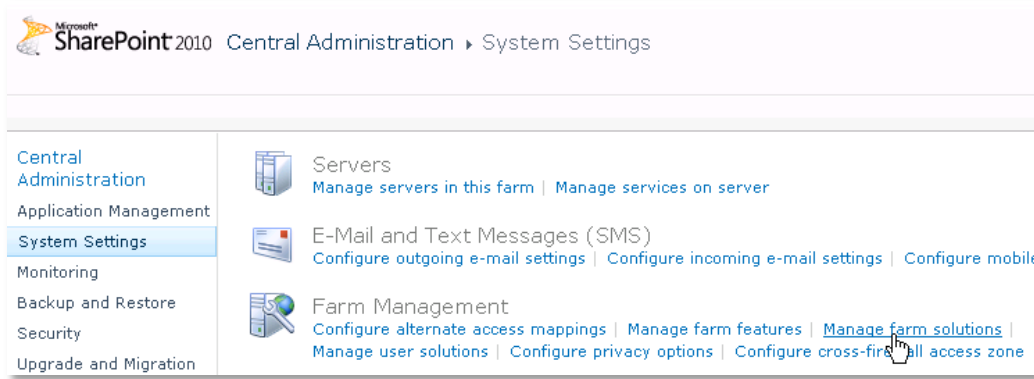 Microsoft®
SharePoint 2010 Central Administration ▸ System Settings
Central
Administration
Application Management
System Settings
Monitoring
Backup and Restore
Security
Upgrade and Migration
Servers
Manage servers in this farm | Manage services on server
E-Mail and Text Messages (SMS)
Configure outgoing e-mail settings | Configure incoming e-mail settings | Configure mobile
Farm Management
Configure alternate access mappings | Manage farm features | Manage farm solutions |
Manage user solutions | Configure privacy options | Configure cross-firewall access zone